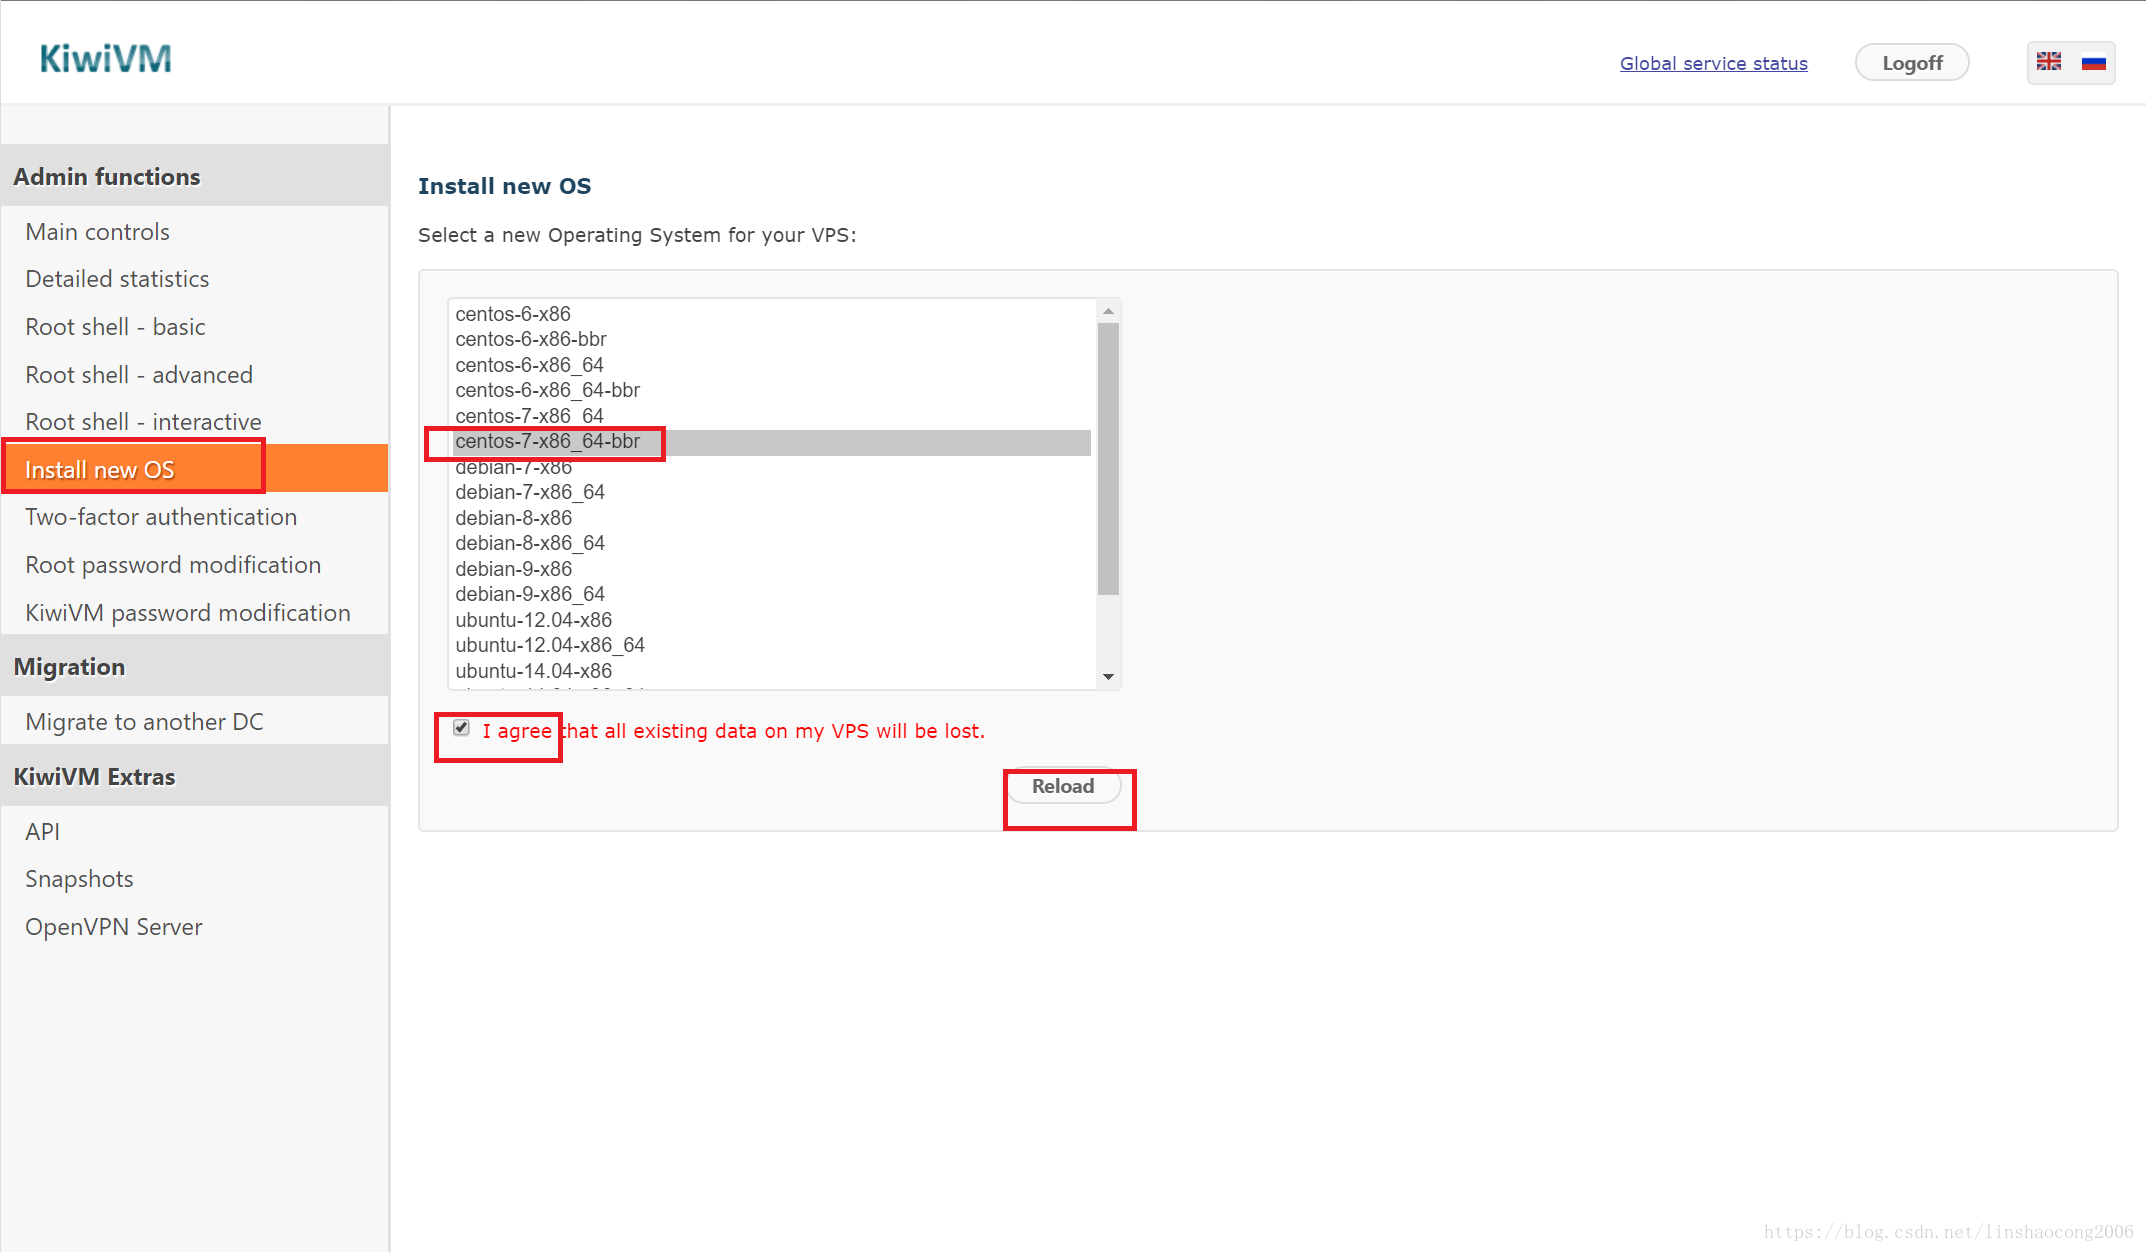 KiwiVM
Global service status
Logoff
Admin functions
Main controls
Detailed statistics
Root shell - basic
Root shell - advanced
Root shell - interactive
Install new OS
Two-factor authentication
Root password modification
KiwiVM password modification
Migration
Migrate to another DC
KiwiVM Extras
API
Snapshots
OpenVPN Server
Install new OS
Select a new Operating System for your VPS:
centos-6-x86
centos-6-x86-bbr
centos-6-x86_64
centos-6-x86_64-bbr
centos-7-x86_64
centos-7-x86_64-bbr
debian-7-x86
debian-7-x86_64
debian-8-x86
debian-8-x86_64
debian-9-x86
debian-9-x86_64
ubuntu-12.04-x86
ubuntu-12.04-x86_64
ubuntu-14.04-x86
I agree that all existing data on my VPS will be lost.
Reload
https://blog.csdn.net/linshaocong2006